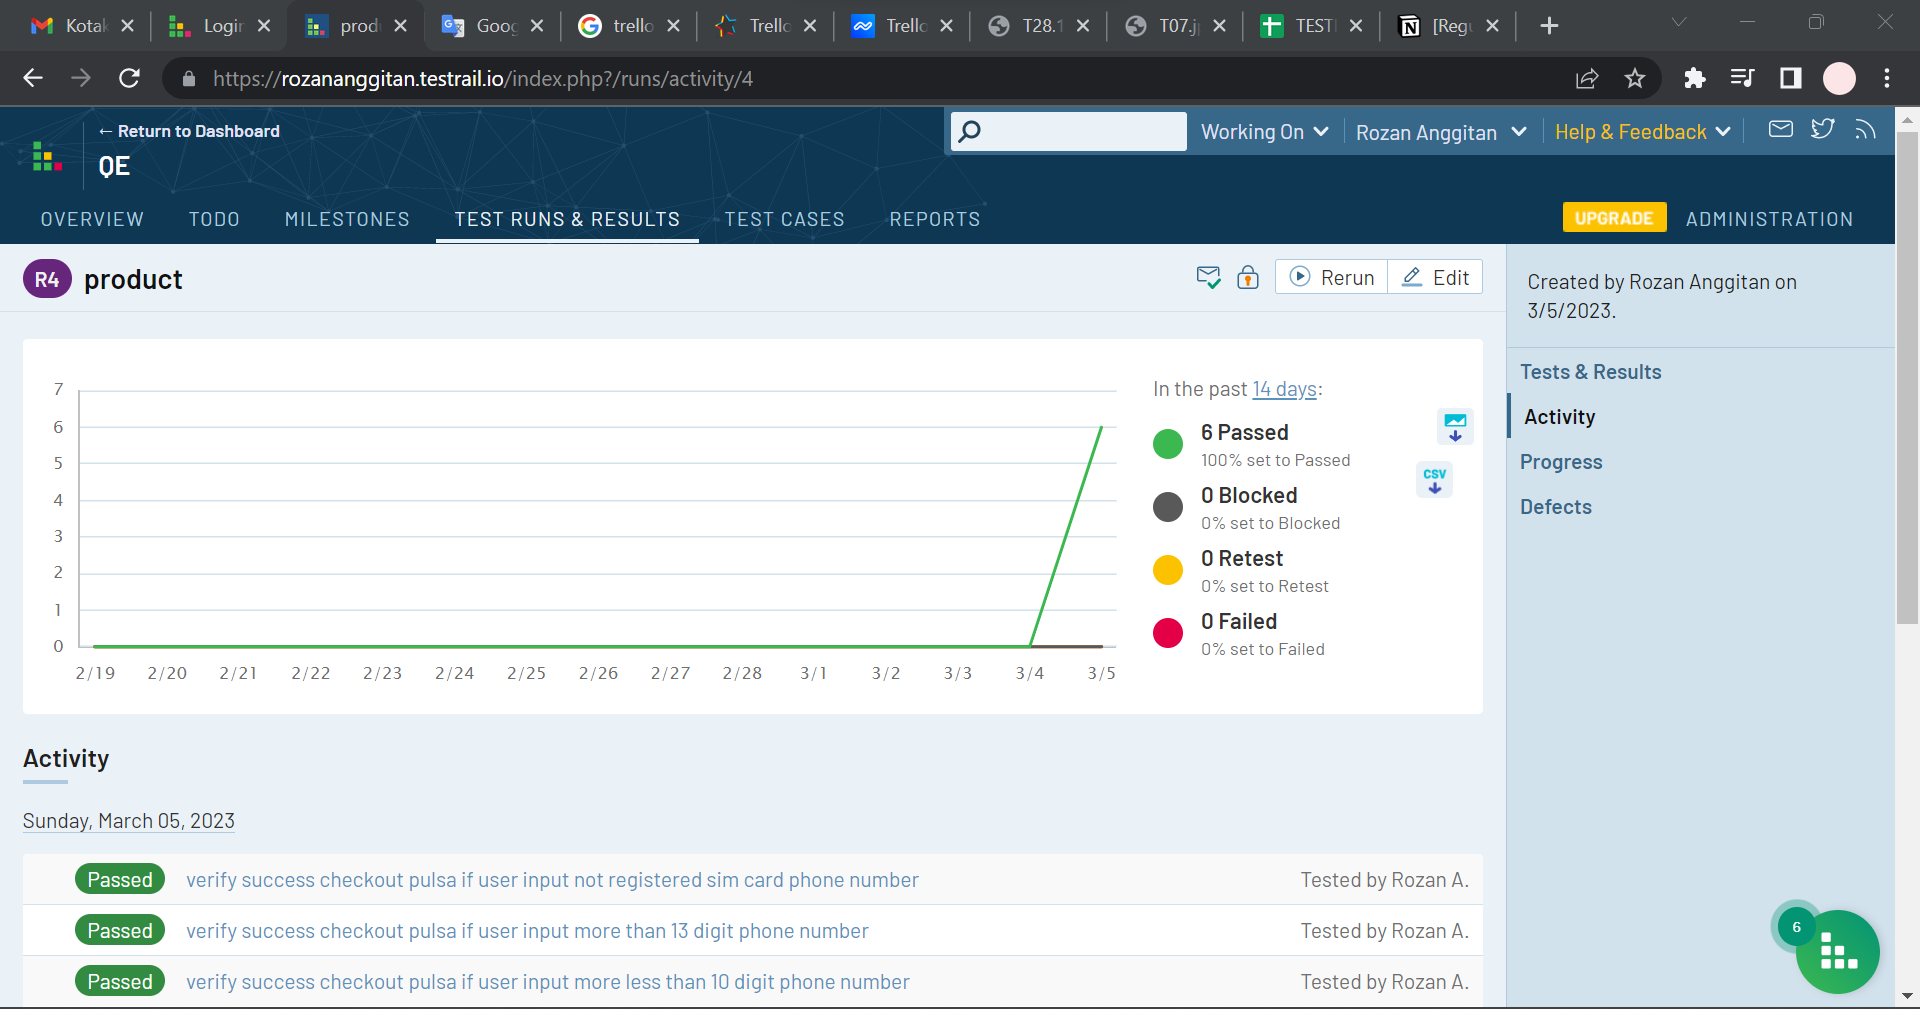 Kotak
Login
prod
Goog
trello
Trello
Trello
T28.1
T07.j
TEST
[Regu
https://rozananggitan.testrail.io/index.php?/runs/activity/4
← Return to Dashboard
QE
Working On
Rozan Anggitan
Help & Feedback
OVERVIEW
TODO
MILESTONES
TEST RUNS & RESULTS
TEST CASES
REPORTS
UPGRADE
ADMINISTRATION
R4 product
Rerun
Edit
Created by Rozan Anggitan on
3/5/2023.
Tests & Results
Activity
Progress
Defects
7
6
5
4
3
2
1
0
2/19 2/20 2/21 2/22 2/23 2/24 2/25 2/26 2/27 2/28 3/1 3/2 3/3 3/4 3/5
In the past 14 days:
6 Passed
100% set to Passed
0 Blocked
0% set to Blocked
0 Retest
0% set to Retest
0 Failed
0% set to Failed
CSV
Activity
Sunday, March 05, 2023
Passed verify success checkout pulsa if user input not registered sim card phone number Tested by Rozan A.
Passed verify success checkout pulsa if user input more than 13 digit phone number Tested by Rozan A.
Passed verify success checkout pulsa if user input more less than 10 digit phone number Tested by Rozan A.
6